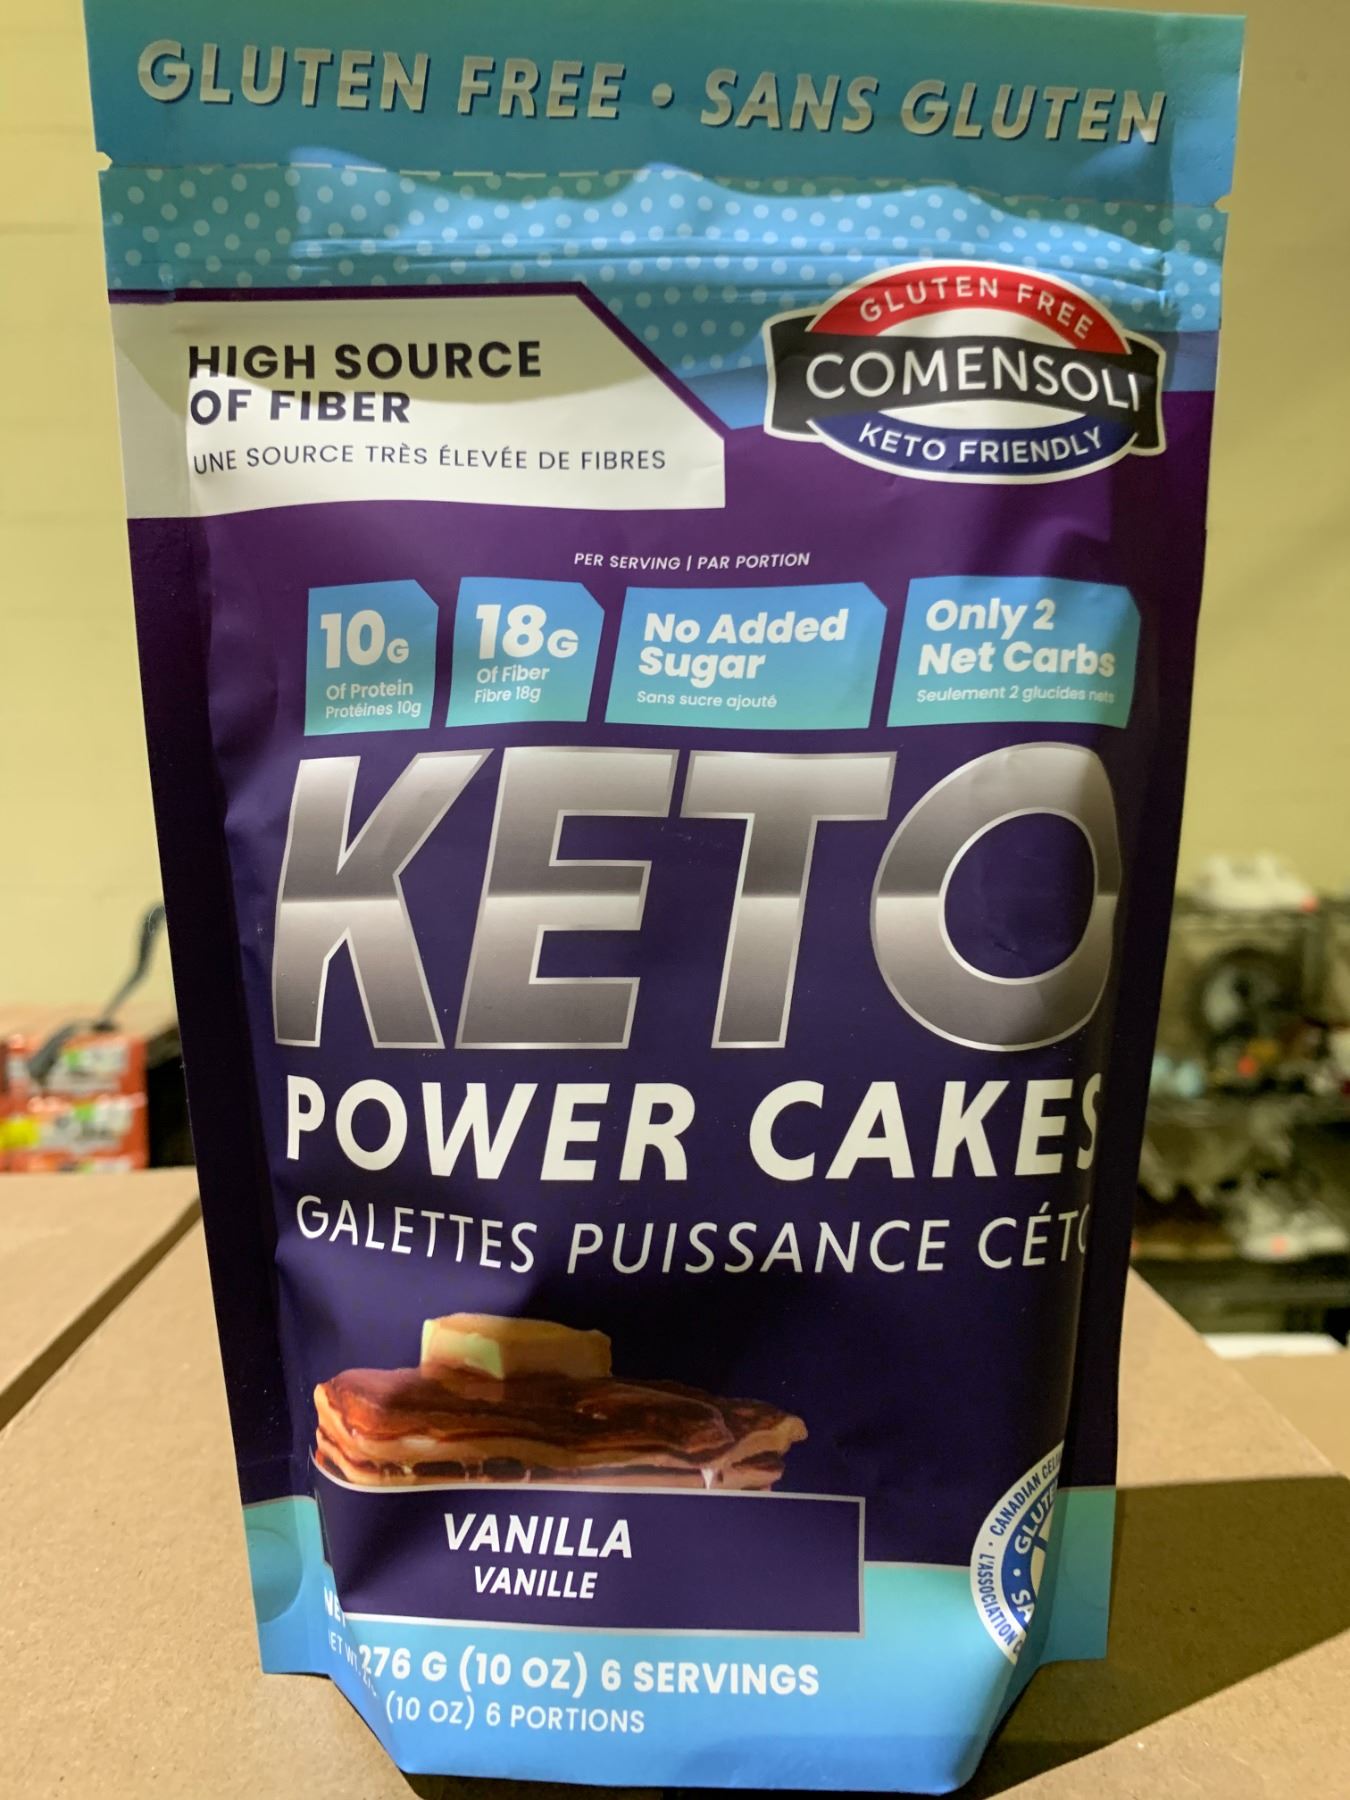 GLUTEN FREE • SANS GLUTEN
GLUTEN FREE
COMENSOLI
KETO FRIENDLY
HIGH SOURCE
OF FIBER
UNE SOURCE TRÈS ÉLEVÉE DE FIBRES
PER SERVING | PAR PORTION
10G
Of Protein
Protéines 10g
18G
Of Fiber
Fibre 18g
No Added
Sugar
Sans sucre ajouté
Only 2
Net Carbs
Seulement 2 glucides nets
KETO
POWER CAKES
GALETTES PUISSANCE CÉTO
VANILLA
VANILLE
276 G (10 OZ) 6 SERVINGS
(10 OZ) 6 PORTIONS
CANADIAN
L'ASSOCIATION